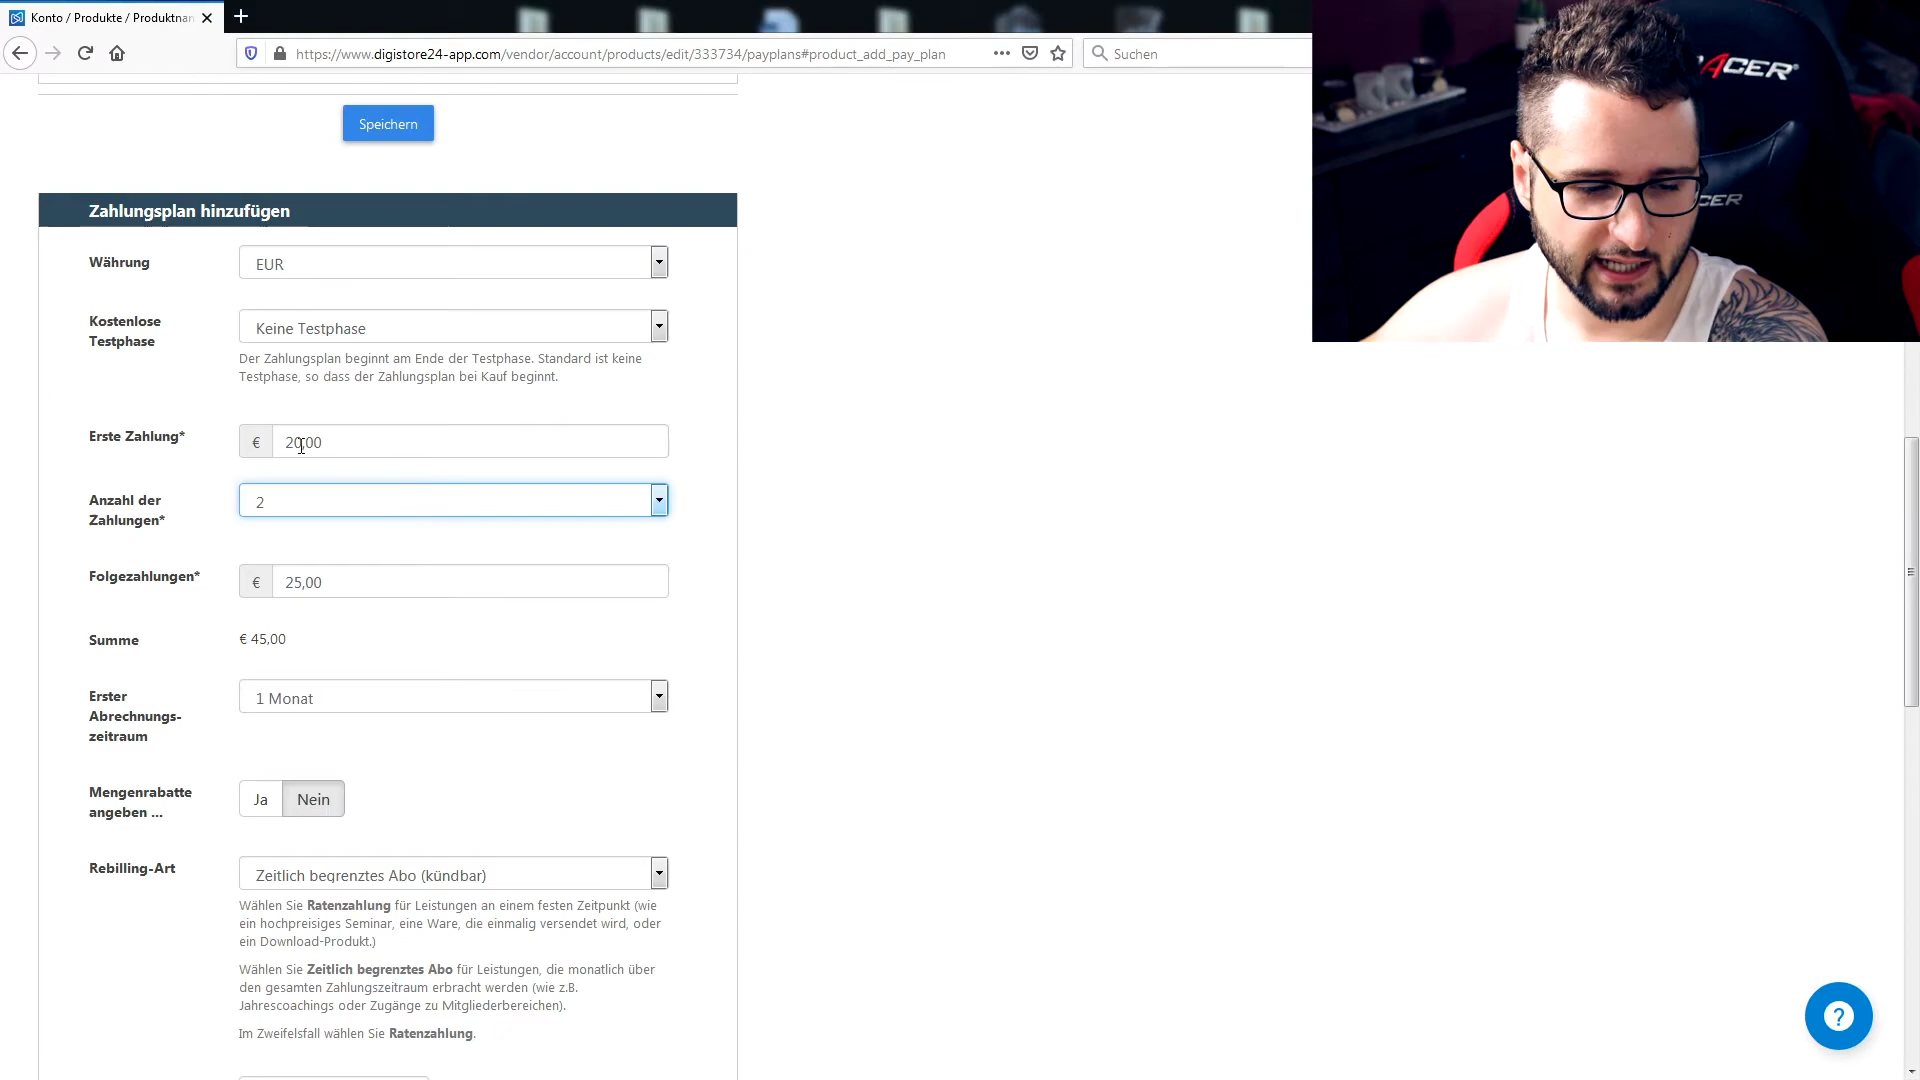 Konto / Produkte / Produktnan
https://www.digistore24-app.com/vendor/account/products/edit/333734/payplans#product_add_pay_plan
Suchen
ACER
CER
Speichern
Zahlungsplan hinzufügen
Währung
EUR
Kostenlose
Testphase
Keine Testphase
Der Zahlungsplan beginnt am Ende der Testphase. Standard ist keine
Testphase, so dass der Zahlungsplan bei Kauf beginnt.
Erste Zahlung*
€ 20,00
Anzahl der
Zahlungen*
2
Folgezahlungen*
€ 25,00
Summe
€ 45,00
Erster
Abrechnungs-
zeitraum
1 Monat
Mengenrabatte
angeben ...
Ja Nein
Rebilling-Art
Zeitlich begrenztes Abo (kündbar)
Wählen Sie Ratenzahlung für Leistungen an einem festen Zeitpunkt (wie
ein hochpreisiges Seminar, eine Ware, die einmalig versendet wird, oder
ein Download-Produkt.)
Wählen Sie Zeitlich begrenztes Abo für Leistungen, die monatlich über
den gesamten Zahlungszeitraum erbracht werden (wie z.B.
Jahrescoachings oder Zugänge zu Mitgliederbereichen).
Im Zweifelsfall wählen Sie Ratenzahlung.
?